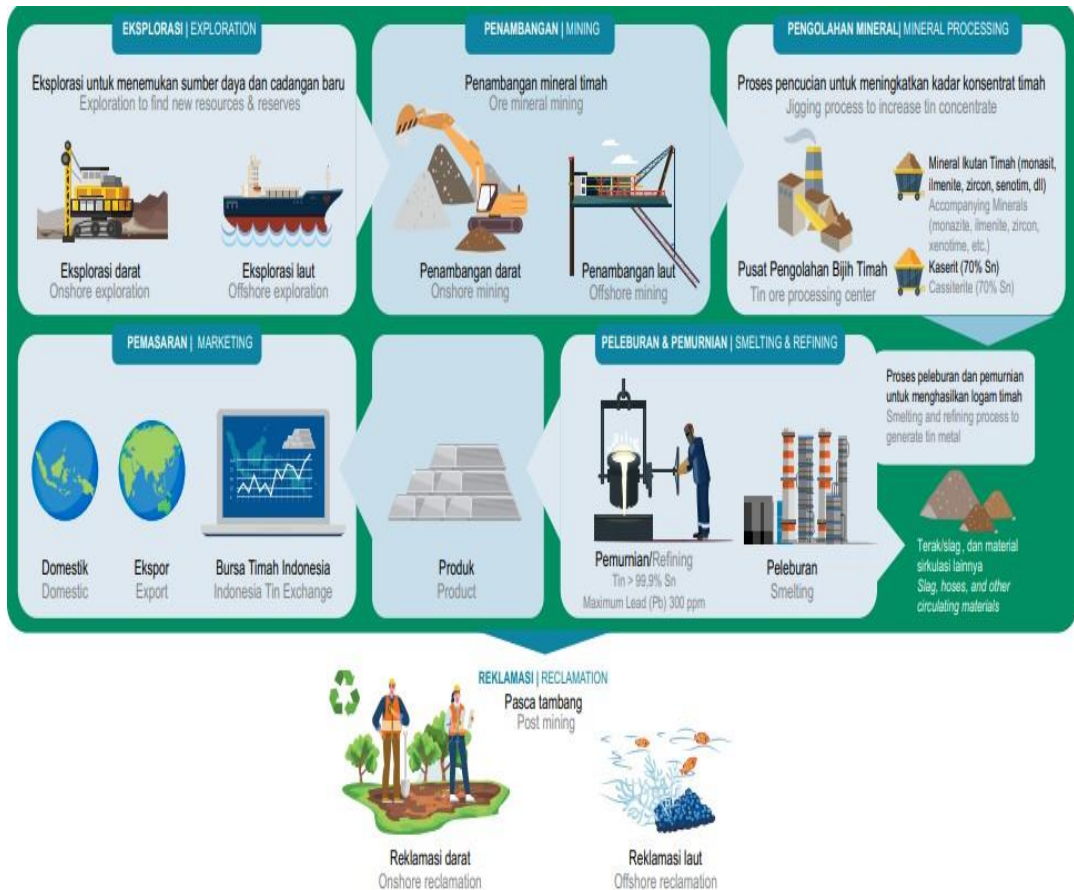 EKSPLORASI | EXPLORATION
Eksplorasi untuk menemukan sumber daya dan cadangan baru
Exploration to find new resources & reserves
Eksplorasi darat
Onshore exploration
Eksplorasi laut
Offshore exploration
PENAMBANGAN | MINING
Penambangan mineral timah
Ore mineral mining
Penambangan darat
Onshore mining
Penambangan laut
Offshore mining
PENGOLAHAN MINERAL| MINERAL PROCESSING
Proses pencucian untuk meningkatkan kadar konsentrat timah
Jigging process to increase tin concentrate
Pusat Pengolahan Bijih Timah
Tin ore processing center
Mineral Ikutan Timah (monasit,
ilmenite, zircon, senotim, dll)
Accompanying Minerals
(monazite, ilmenite, zircon,
xenotime, etc.)
Kaserit (70% Sn)
Cassiterite (70% Sn)
Proses peleburan dan pemurnian
untuk menghasilkan logam timah
Smelting and refining process to
generate tin metal
Terak/slag, dan material
sirkulasi lainnya
Slag, hoses, and other
circulating materials
PELEBURAN & PEMURNIAN | SMELTING & REFINING
Pemurnian/Refining
Tin > 99,9% Sn
Maximum Lead (Pb) 300 ppm
Peleburan
Smelting
Produk
Product
PEMASARAN | MARKETING
Domestik
Domestic
Ekspor
Export
Bursa Timah Indonesia
Indonesia Tin Exchange
REKLAMASI | RECLAMATION
Pasca tambang
Post mining
Reklamasi darat
Onshore reclamation
Reklamasi laut
Offshore reclamation